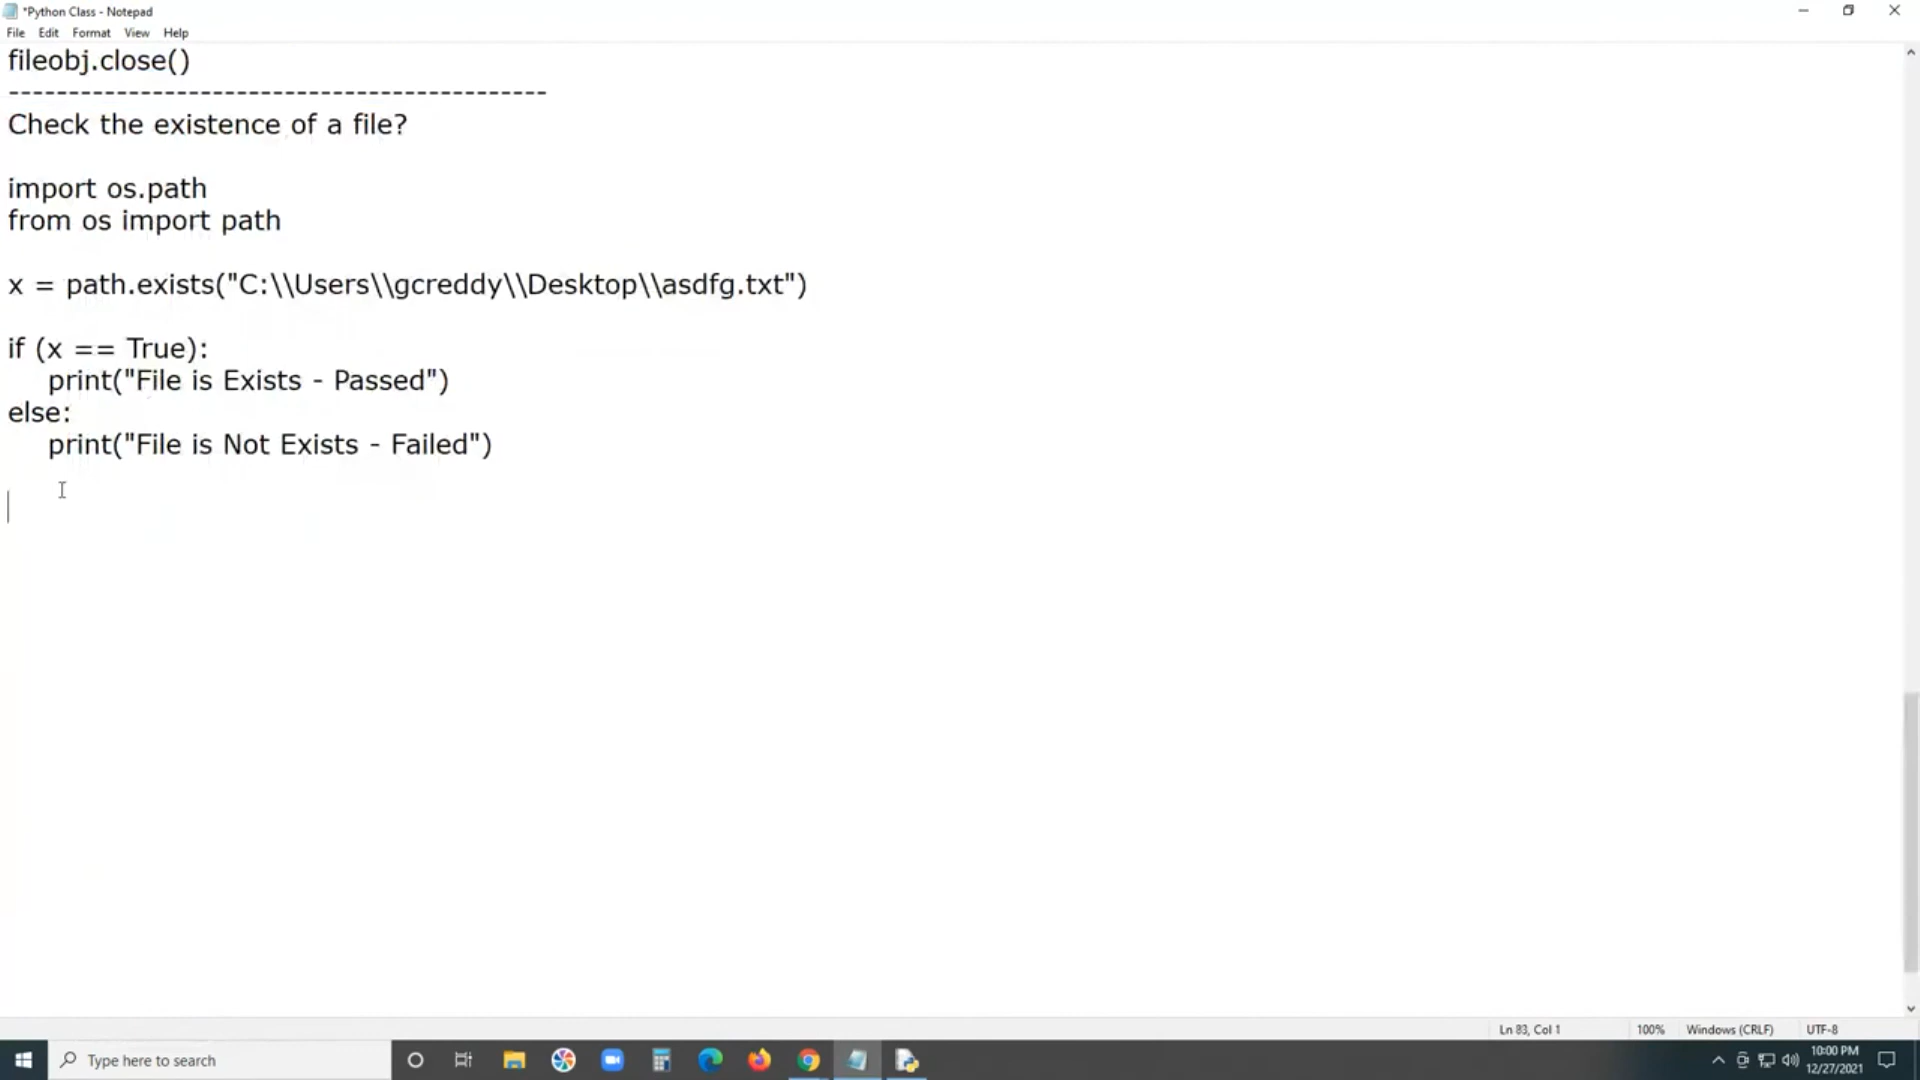 *Python Class - Notepad
File Edit Format View Help
fileobj.close()
---------------------------------------------
Check the existence of a file?
import os.path
from os import path
x = path.exists("C:\\Users\\gcreddy\\Desktop\\asdfg.txt")
if (x == True):
print("File is Exists - Passed")
else:
print("File is Not Exists - Failed")
Ln 83, Col 1 100% Windows (CRLF) UTF-8
Type here to search
10:00 PM
12/27/2021